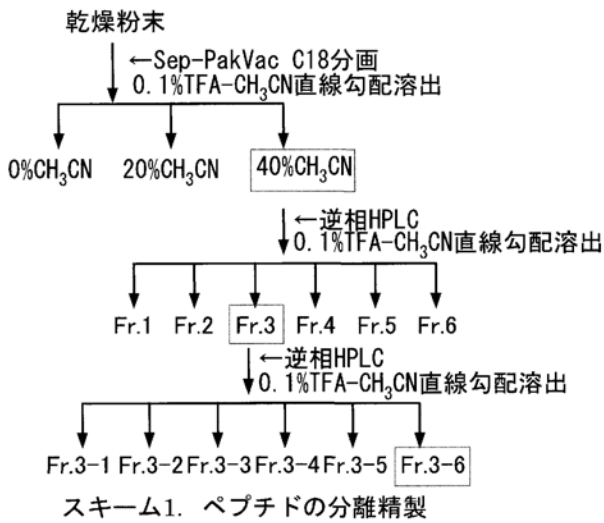 乾燥粉末
←Sep-PakVac C18分画
0.1%TFA-CH₃CN直線勾配溶出
0%CH₃CN 20%CH₃CN 40%CH₃CN
←逆相HPLC
0.1%TFA-CH₃CN直線勾配溶出
Fr.1 Fr.2 Fr.3 Fr.4 Fr.5 Fr.6
←逆相HPLC
0.1%TFA-CH₃CN直線勾配溶出
Fr.3-1 Fr.3-2 Fr.3-3 Fr.3-4 Fr.3-5 Fr.3-6
スキーム1. ペプチドの分離精製